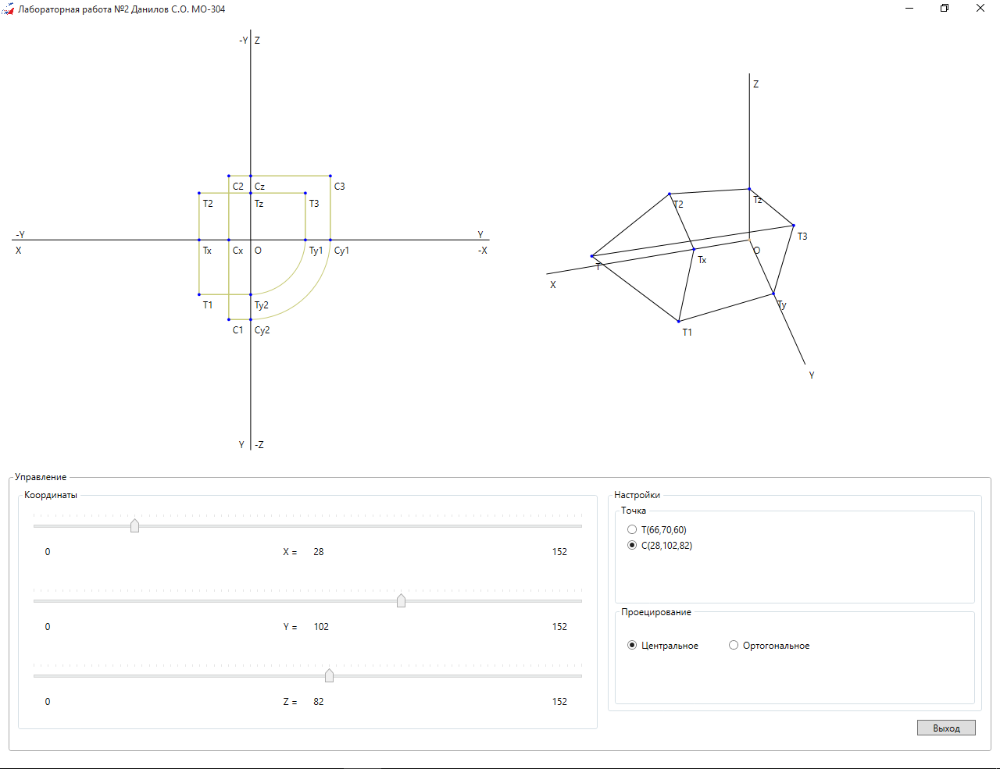 Лабораторная работа №2 Данилов С.О. МО-304
-Y Z
Z
C2 Cz C3
T2 Tz T3
T2 Tz
T3
-Y Y
X Tx Cx O Ty1 Cy1 -X
O
Tx
T
X
T1 Ty2
Ty
C1 Cy2
T1
Y
Y -Z
Управление
Координаты
0 X = 28 152
0 Y = 102 152
0 Z = 82 152
Настройки
Точка
T(66,70,60)
C(28,102,82)
Проецирование
Центральное Ортогональное
Выход